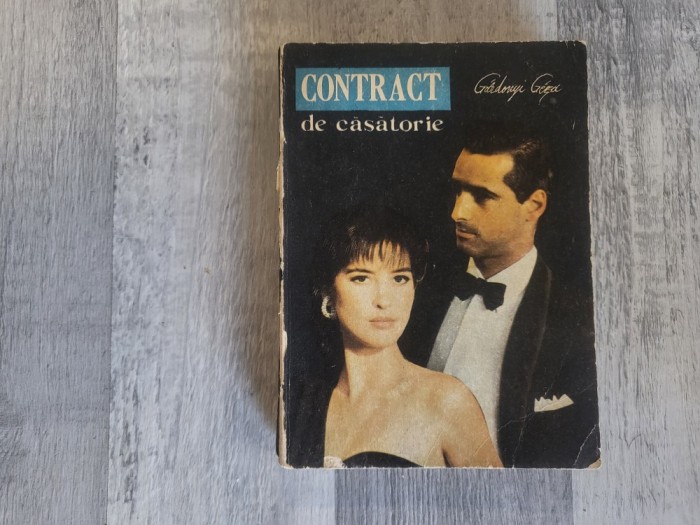 CONTRACT
de căsătorie
Gárdonyi Géza